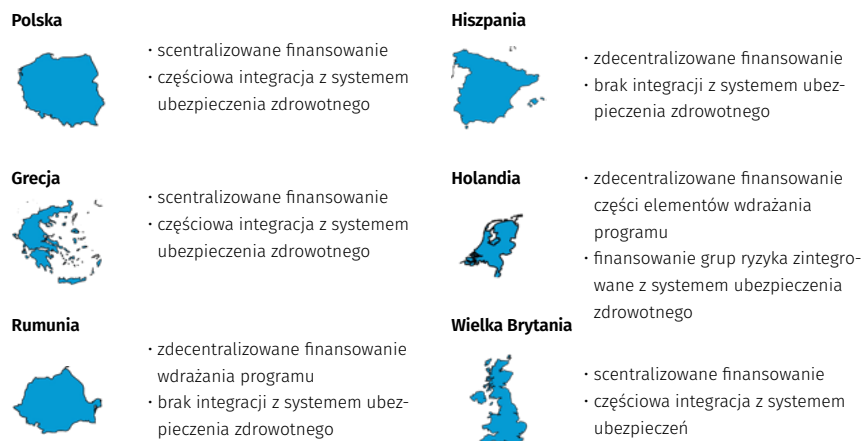 Polska
· scentralizowane finansowanie
· częściowa integracja z systemem
ubezpieczenia zdrowotnego
Hiszpania
· zdecentralizowane finansowanie
· brak integracji z systemem ubez-
pieczenia zdrowotnego
Grecja
· scentralizowane finansowanie
· częściowa integracja z systemem
ubezpieczenia zdrowotnego
Holandia
· zdecentralizowane finansowanie
części elementów wdrażania
programu
· finansowanie grup ryzyka zintegro-
wane z systemem ubezpieczenia
zdrowotnego
Rumunia
· zdecentralizowane finansowanie
wdrażania programu
· brak integracji z systemem ubez-
pieczenia zdrowotnego
Wielka Brytania
· scentralizowane finansowanie
· częściowa integracja z systemem
ubezpieczeń